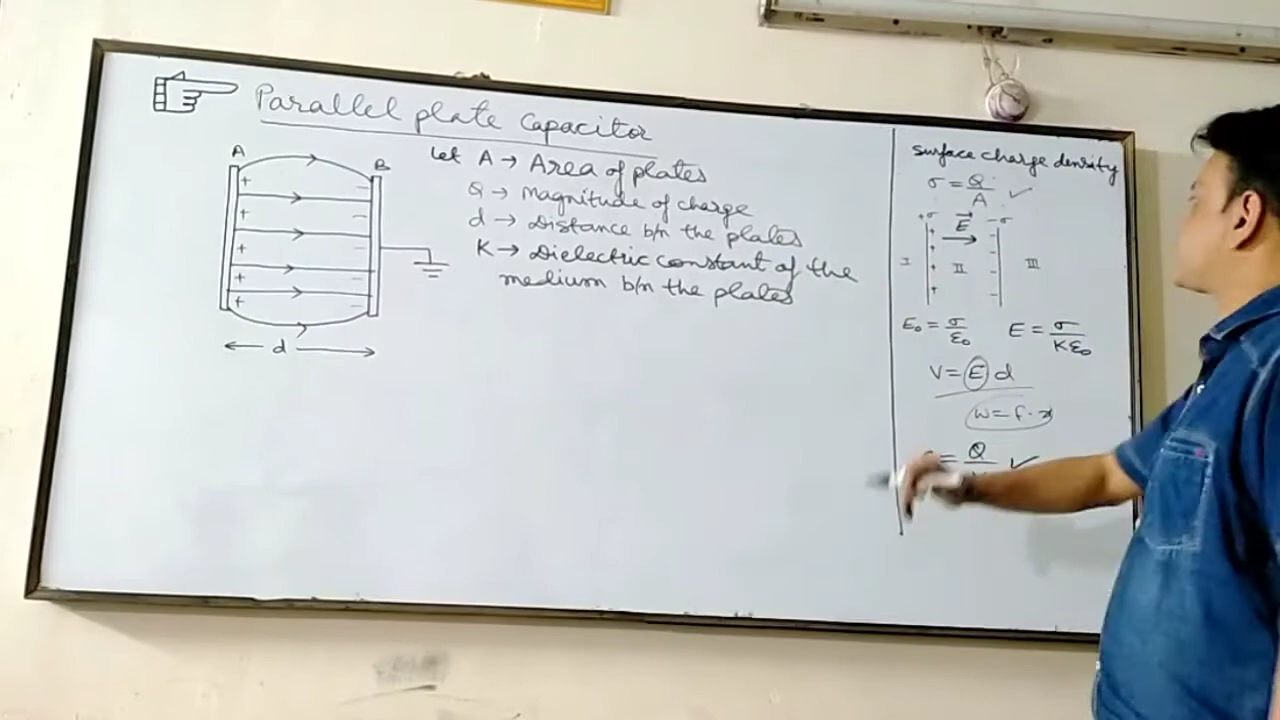 Parallel plate Capacitor
A
B
Let A → Area of plates
Q → Magnitude of charge
d → Distance b/n the plates
K → Dielectric constant of the
medium b/n the plates
+ −
+ −
+ −
+ −
+ −
d
surface charge density
σ = Q/A ✓
+σ E⃗ −σ
I II III
E₀ = σ/ε₀ E = σ/Kε₀
V = E d
W = F · x
= Q ✓